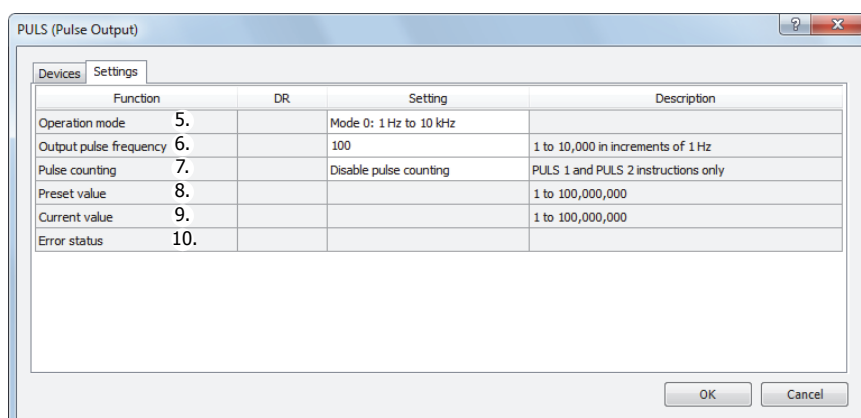 PULS (Pulse Output)
?
X
Devices Settings
Function DR Setting Description
Operation mode 5. Mode 0: 1 Hz to 10 kHz
Output pulse frequency 6. 100 1 to 10,000 in increments of 1 Hz
Pulse counting 7. Disable pulse counting PULS 1 and PULS 2 instructions only
Preset value 8. 1 to 100,000,000
Current value 9. 1 to 100,000,000
Error status 10.
OK Cancel